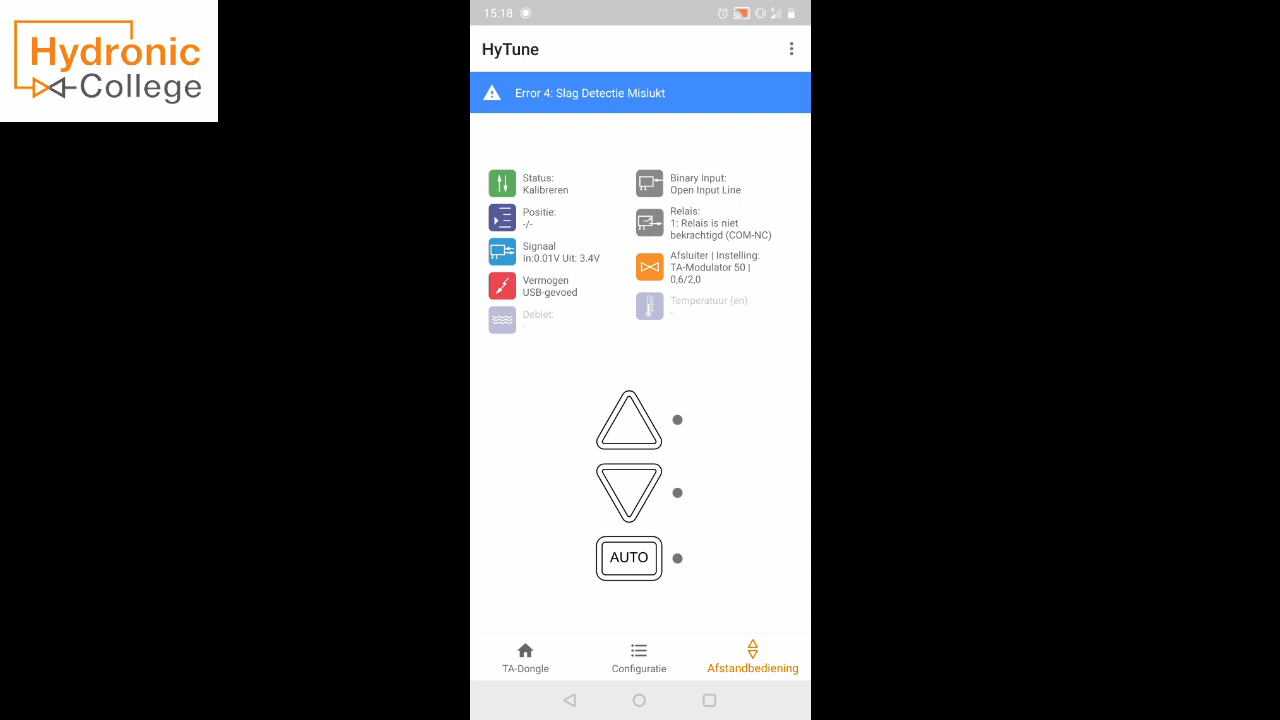 Hydronic
College
15:18
HyTune
Error 4: Slag Detectie Mislukt
Status:
Kalibreren
Positie:
-/-
Signaal
In:0.01V Uit: 3.4V
Vermogen
USB-gevoed
Debiet:
-
Binary Input:
Open Input Line
Relais:
1: Relais is niet
bekrachtigd (COM-NC)
Afsluiter | Instelling:
TA-Modulator 50 |
0,6/2,0
Temperatuur (en)
-
AUTO
TA-Dongle
Configuratie
Afstandbediening